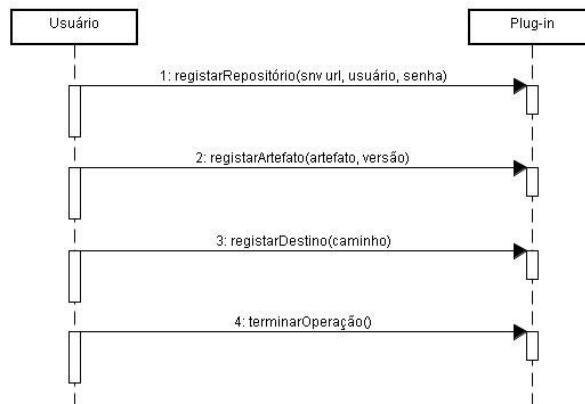 Usuário
Plug-in
1: registarRepositório(snv url, usuário, senha)
2: registarArtefato(artefato, versão)
3: registarDestino(caminho)
4: terminarOperação()